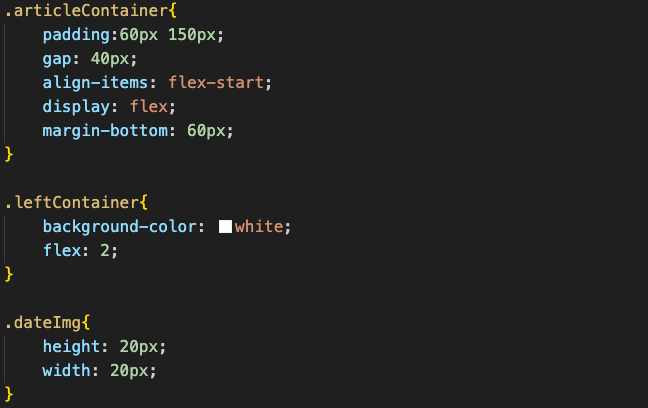 .articleContainer{
padding:60px 150px;
gap: 40px;
align-items: flex-start;
display: flex;
margin-bottom: 60px;
}
.leftContainer{
background-color: white;
flex: 2;
}
.dateImg{
height: 20px;
width: 20px;
}